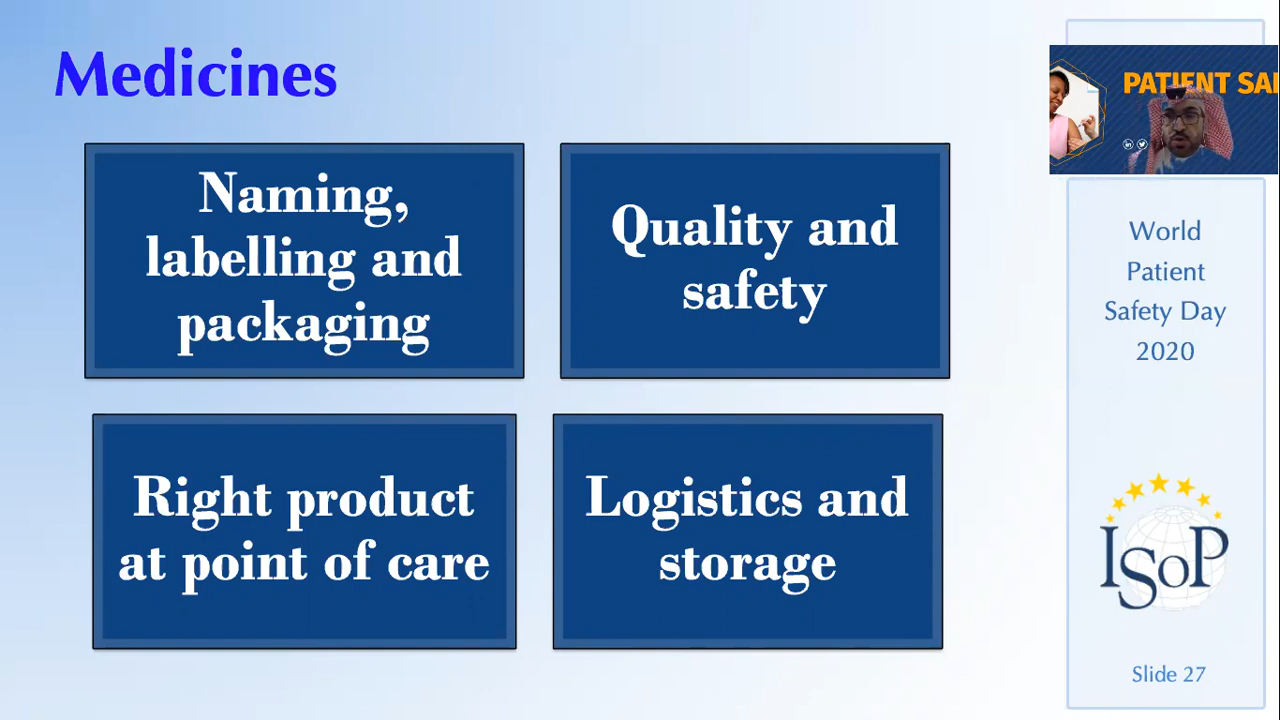 Medicines
Naming,
labelling and
packaging
Quality and
safety
Right product
at point of care
Logistics and
storage
PATIENT SA
World
Patient
Safety Day
2020
ISoP
Slide 27